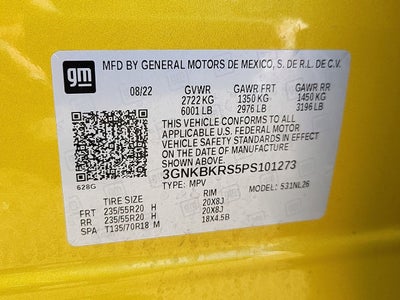 gm
MFD BY GENERAL MOTORS DE MEXICO, S. DE R.L. DE C.V.
08/22 GVWR GAWR FRT GAWR RR
2722 KG 1350 KG 1450 KG
6001 LB 2976 LB 3196 LB
THIS VEHICLE CONFORMS TO ALL
APPLICABLE U.S. FEDERAL MOTOR
VEHICLE SAFETY STANDARDS IN EFFECT
ON THE DATE OF MANUFACTURE
SHOWN ABOVE.
3GNKBKRS5PS101273
628G TYPE: MPV MODEL: 531NL26
TIRE SIZE RIM
FRT 235/55R20 H 20X8J
RR 235/55R20 H 20X8J
SPA T135/70R18 M 18X4.5B